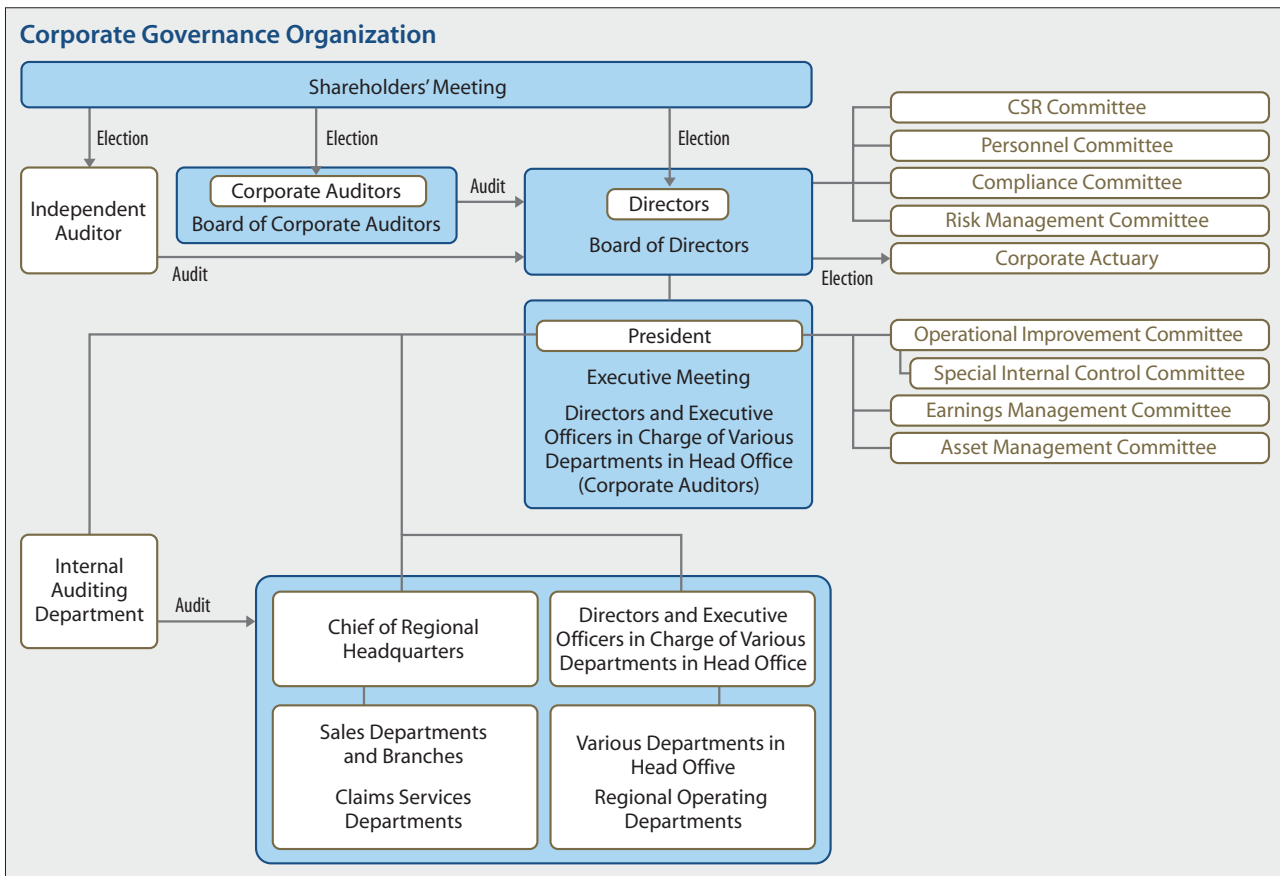 Corporate Governance Organization
Shareholders' Meeting
Election
Election
Election
Independent
Auditor
Corporate Auditors
Board of Corporate Auditors
Audit
Audit
Directors
Board of Directors
Election
CSR Committee
Personnel Committee
Compliance Committee
Risk Management Committee
Corporate Actuary
President
Executive Meeting
Directors and Executive
Officers in Charge of Various
Departments in Head Office
(Corporate Auditors)
Operational Improvement Committee
Special Internal Control Committee
Earnings Management Committee
Asset Management Committee
Internal
Auditing
Department
Audit
Chief of Regional
Headquarters
Directors and Executive
Officers in Charge of Various
Departments in Head Office
Sales Departments
and Branches
Claims Services
Departments
Various Departments in
Head Offive
Regional Operating
Departments